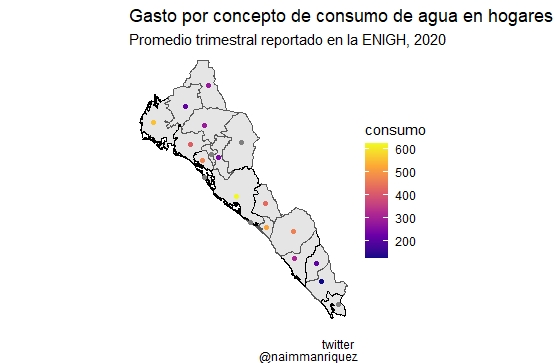 Gasto por concepto de consumo de agua en hogares
Promedio trimestral reportado en la ENIGH, 2020
consumo
600
500
400
300
200
twitter
@naimmanriquez